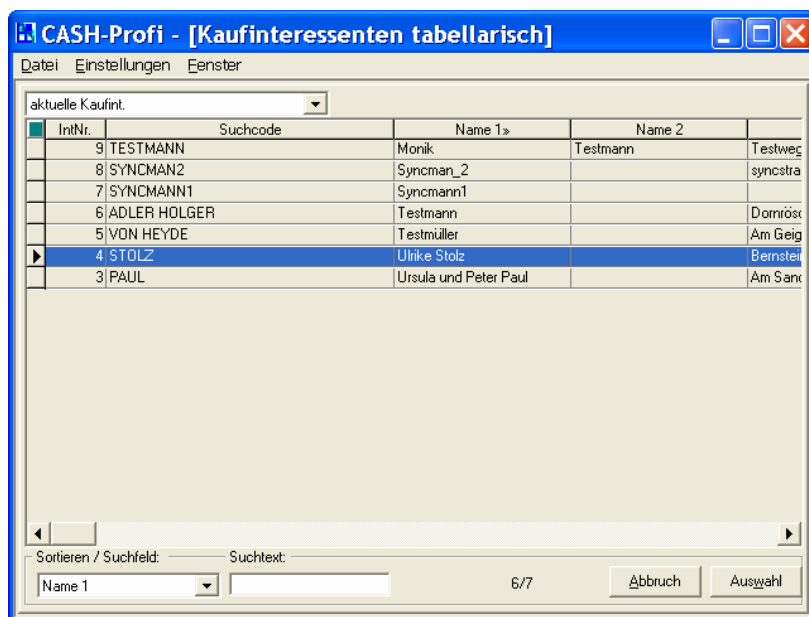 CASH-Profi - [Kaufinteressenten tabellarisch]
Datei Einstellungen Fenster
aktuelle Kaufint.
IntNr. Suchcode Name 1» Name 2
9 TESTMANN Monik Testmann Testweg
8 SYNCMAN2 Syncman_2 syncstra
7 SYNCMANN1 Syncmann1
6 ADLER HOLGER Testmann Dornrösc
5 VON HEYDE Testmüller Am Geig
4 STOLZ Ulrike Stolz Bernstei
3 PAUL Ursula und Peter Paul Am Sand
Sortieren / Suchfeld: Suchtext:
Name 1 6/7 Abbruch Auswahl